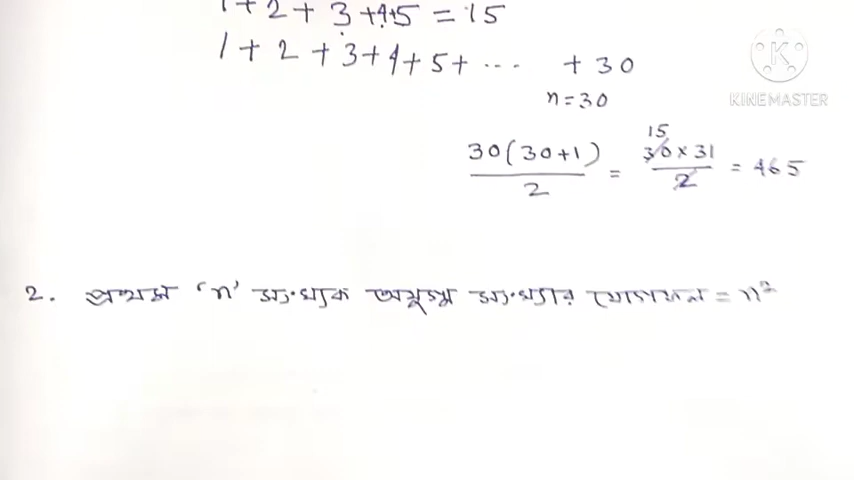 1 + 2 + 3 + 4 + 5 = 15
1 + 2 + 3 + 4 + 5 + ... + 30
n = 30
30(30+1)/2 = 15 30 × 31/2 = 465
2. প্রথম 'n' সংখ্যক অযুগ্ম সংখ্যার যোগফল = n²
KINEMASTER